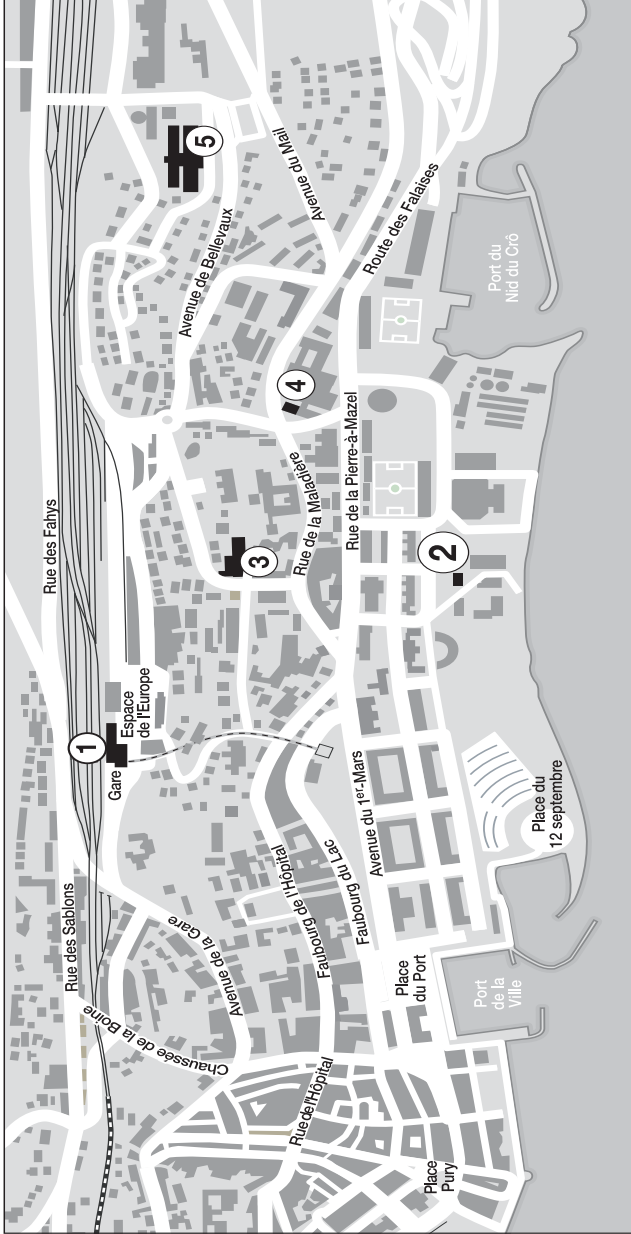 Rue des Sablons
Rue des Fahys
1
Gare
Espace
de l'Europe
Chaussée de la Boine
Avenue de la Gare
Avenue de Bellevaux
5
Avenue du Mail
3
4
Rue de la Maladière
Faubourg de l'Hôpital
Faubourg du Lac
Rue de l'Hôpital
Avenue du 1er-Mars
Rue de la Pierre-à-Mazel
Route des Falaises
Place
du Port
2
Place
Pury
Port
de la
Ville
Place du
12 septembre
Port du
Nid du Crô